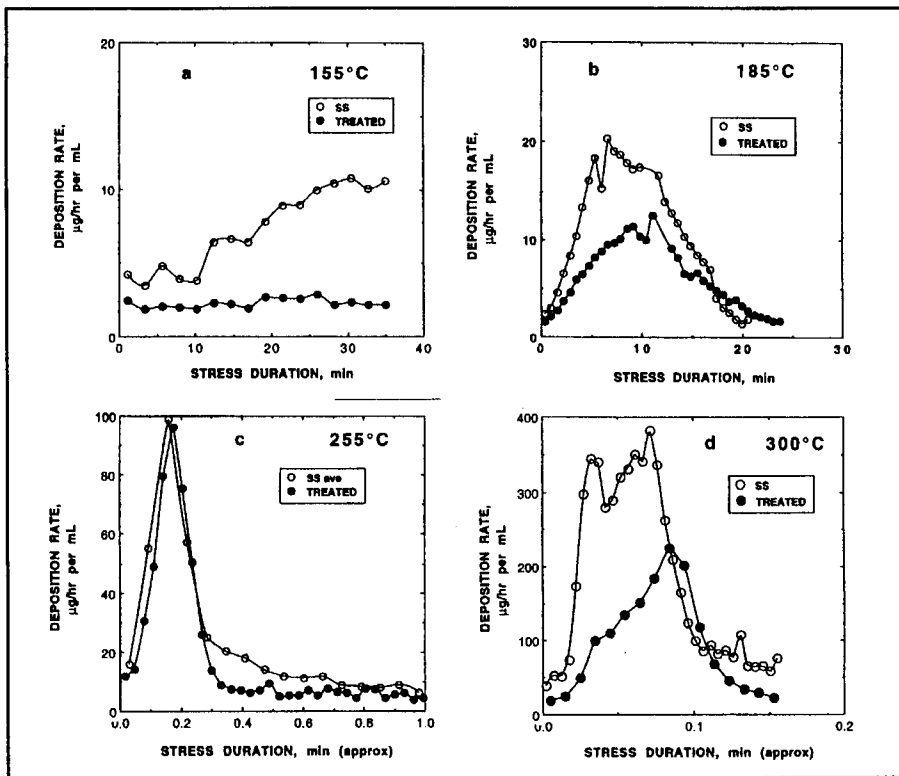 a 155°C
SS
TREATED
DEPOSITION RATE,
µg/hr per mL
20
10
0
0 10 20 30 40
STRESS DURATION, min
b 185°C
SS
TREATED
DEPOSITION RATE,
µg/hr per mL
30
20
10
0
0 10 20 30
STRESS DURATION, min
c 255°C
SS ave
TREATED
DEPOSITION RATE,
µg/hr per mL
100
80
60
40
20
0
0.0 0.2 0.4 0.6 0.8 1.0
STRESS DURATION, min (approx)
d 300°C
SS
TREATED
DEPOSITION RATE,
µg/hr per mL
400
300
200
100
0
0.0 0.1 0.2
STRESS DURATION, min (approx)